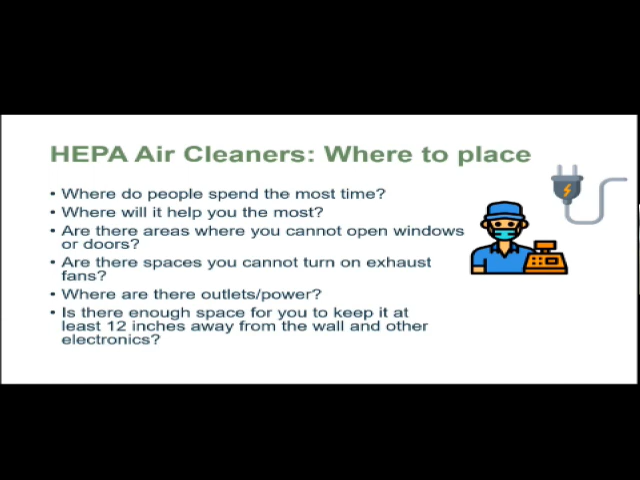 HEPA Air Cleaners: Where to place
• Where do people spend the most time?
• Where will it help you the most?
• Are there areas where you cannot open windows
or doors?
• Are there spaces you cannot turn on exhaust
fans?
• Where are there outlets/power?
• Is there enough space for you to keep it at
least 12 inches away from the wall and other
electronics?